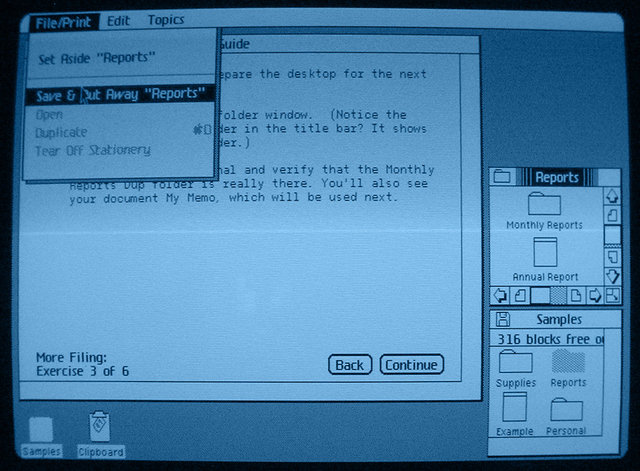 File/Print Edit Topics
Set Aside "Reports"
Save & Put Away "Reports"
Open
Duplicate D
Tear Off Stationery
Guide
epare the desktop for the next
folder window. (Notice the
der in the title bar? It shows
der.)
nal and verify that the Monthly
Reports Dup folder is really there. You'll also see
your document My Memo, which will be used next.
More Filing:
Exercise 3 of 6
Back Continue
Reports
Monthly Reports
Annual Report
Samples
316 blocks free o
Supplies Reports
Example Personal
Samples Clipboard